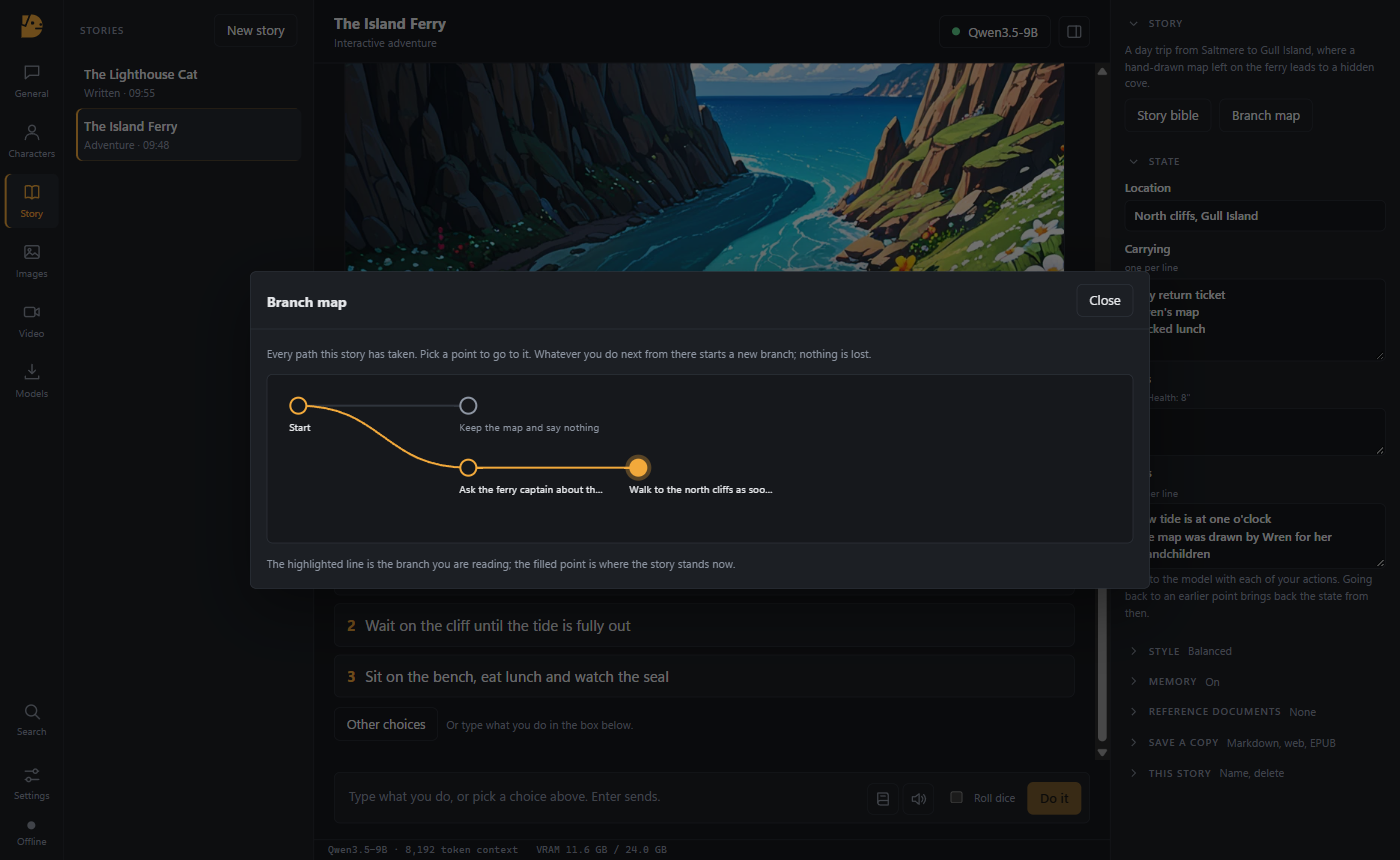 STORIES
New story
The Lighthouse Cat
Written · 09:55
The Island Ferry
Adventure · 09:48
General
Characters
Story
Images
Video
Models
Search
Settings
Offline
The Island Ferry
Interactive adventure
Qwen3.5-9B
Branch map
Close
Every path this story has taken. Pick a point to go to it. Whatever you do next from there starts a new branch; nothing is lost.
Start
Keep the map and say nothing
Ask the ferry captain about th...
Walk to the north cliffs as soo...
The highlighted line is the branch you are reading; the filled point is where the story stands now.
2 Wait on the cliff until the tide is fully out
3 Sit on the bench, eat lunch and watch the seal
Other choices
Or type what you do in the box below.
Type what you do, or pick a choice above. Enter sends.
Roll dice
Do it
Qwen3.5-9B · 8,192 token context VRAM 11.6 GB / 24.0 GB
STORY
A day trip from Saltmere to Gull Island, where a
hand-drawn map left on the ferry leads to a hidden
cove.
Story bible
Branch map
STATE
Location
North cliffs, Gull Island
Carrying
one per line
return ticket
map
lunch
Health: 8"
line
tide is at one o'clock
map was drawn by Wren for her
to the model with each of your actions. Going
back to an earlier point brings back the state from
then.
STYLE Balanced
MEMORY On
REFERENCE DOCUMENTS None
SAVE A COPY Markdown, web, EPUB
THIS STORY Name, delete